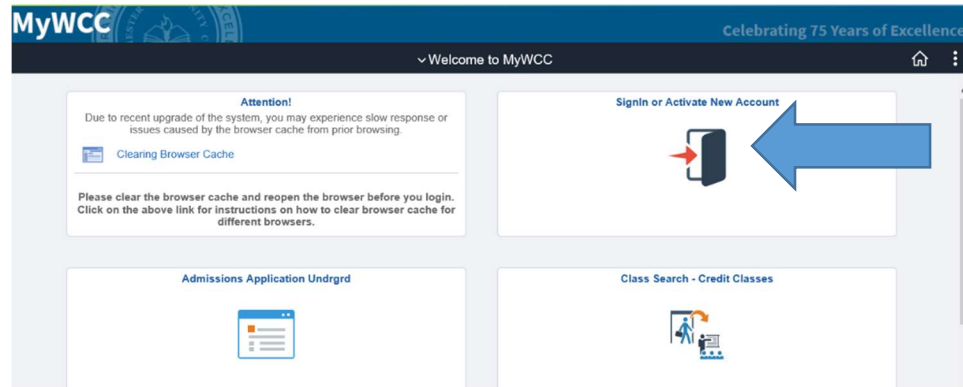 MyWCC
Celebrating 75 Years of Excellence
Welcome to MyWCC
Attention!
Due to recent upgrade of the system, you may experience slow response or
issues caused by the browser cache from prior browsing.
Clearing Browser Cache
Please clear the browser cache and reopen the browser before you login.
Click on the above link for instructions on how to clear browser cache for
different browsers.
SignIn or Activate New Account
Admissions Application Undrgrd
Class Search - Credit Classes